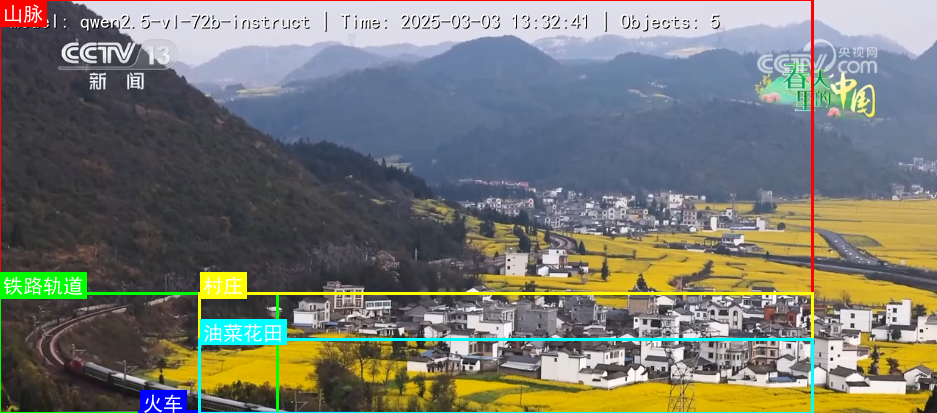 山脉
Model: qwen2.5-vl-72b-instruct | Time: 2025-03-03 13:32:41 | Objects: 5
CCTV 13
新闻
CCTV 央视网
com
春天
里的
中国
铁路轨道
村庄
油菜花田
火车